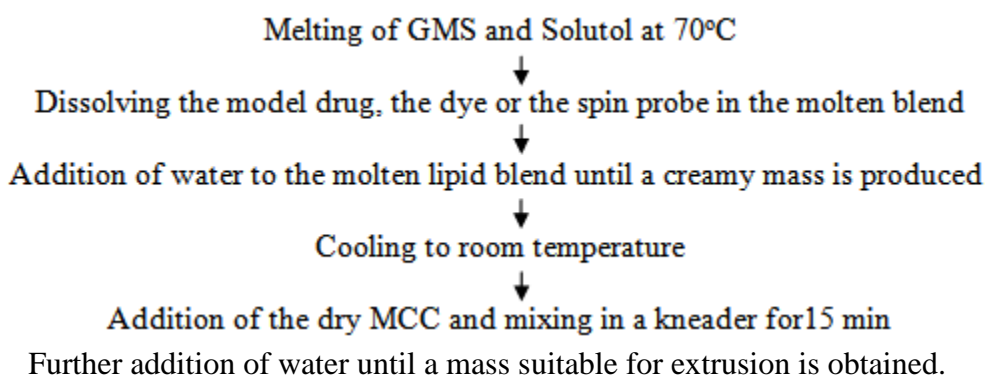 Melting of GMS and Solutol at 70°C
Dissolving the model drug, the dye or the spin probe in the molten blend
Addition of water to the molten lipid blend until a creamy mass is produced
Cooling to room temperature
Addition of the dry MCC and mixing in a kneader for15 min
Further addition of water until a mass suitable for extrusion is obtained.